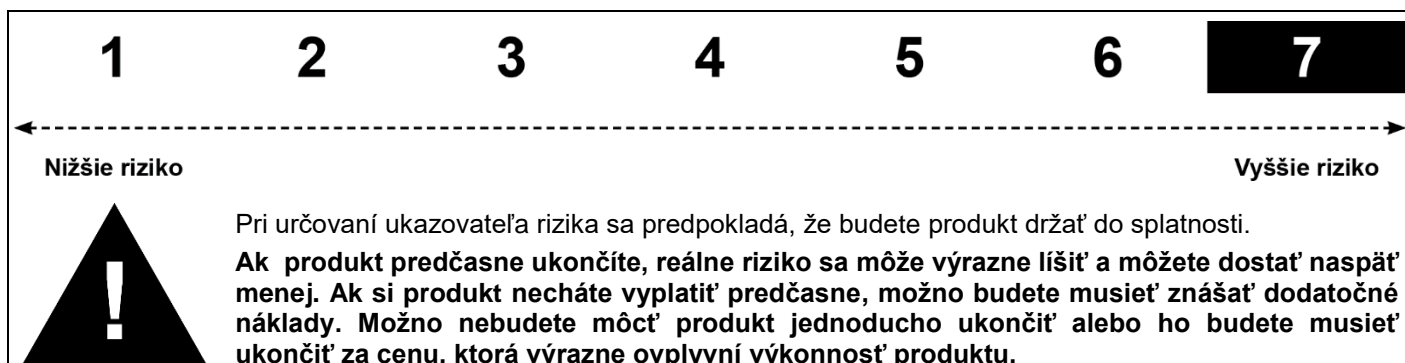 1 2 3 4 5 6 7
Nižšie riziko Vyššie riziko
!
Pri určovaní ukazovateľa rizika sa predpokladá, že budete produkt držať do splatnosti.
Ak produkt predčasne ukončíte, reálne riziko sa môže výrazne líšiť a môžete dostať naspäť
menej. Ak si produkt necháte vyplatiť predčasne, možno budete musieť znášať dodatočné
náklady. Možno nebudete môcť produkt jednoducho ukončiť alebo ho budete musieť
ukončiť za cenu, ktorá výrazne ovplyvní výkonnosť produktu.